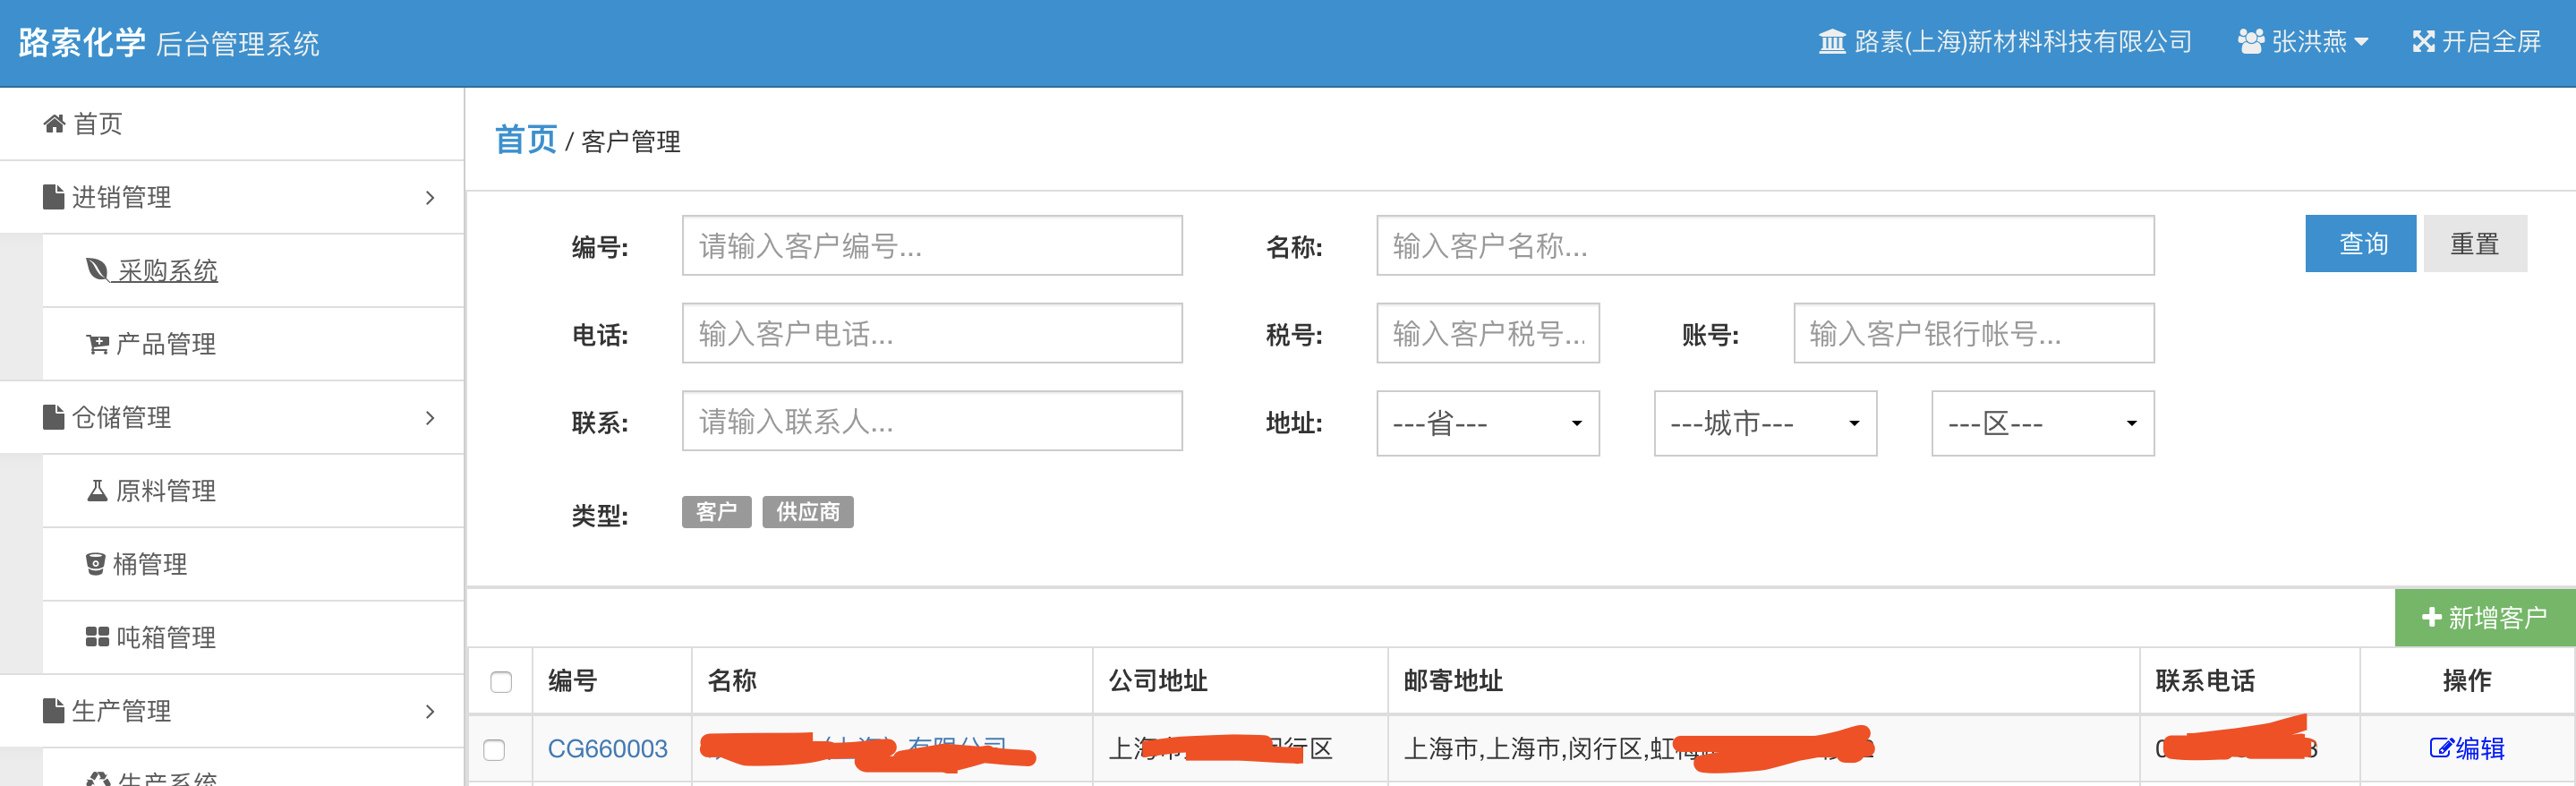 路索化学 后台管理系统
路素(上海)新材料科技有限公司 张洪燕 开启全屏
首页
进销管理
采购系统
产品管理
仓储管理
原料管理
桶管理
吨箱管理
生产管理
生产系统
首页 / 客户管理
编号: 请输入客户编号... 名称: 输入客户名称... 查询 重置
电话: 输入客户电话... 税号: 输入客户税号... 账号: 输入客户银行帐号...
联系: 请输入联系人... 地址: ---省--- ---城市--- ---区---
类型: 客户 供应商
新增客户
编号 名称 公司地址 邮寄地址 联系电话 操作
CG660003 有限公司 上海 行区 上海市,上海市,闵行区,虹 编辑